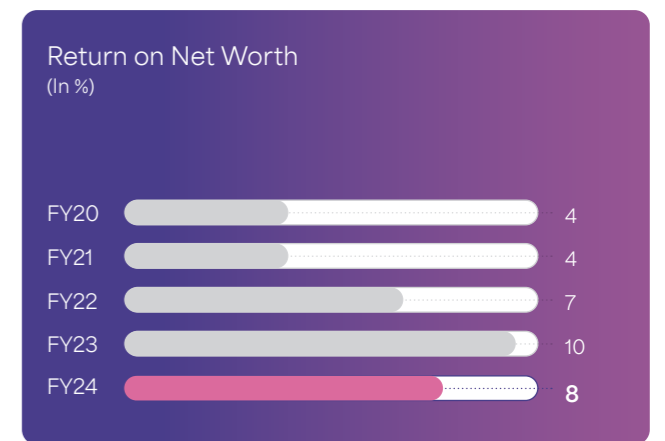 Return on Net Worth
(In %)
FY20 4
FY21 4
FY22 7
FY23 10
FY24 8